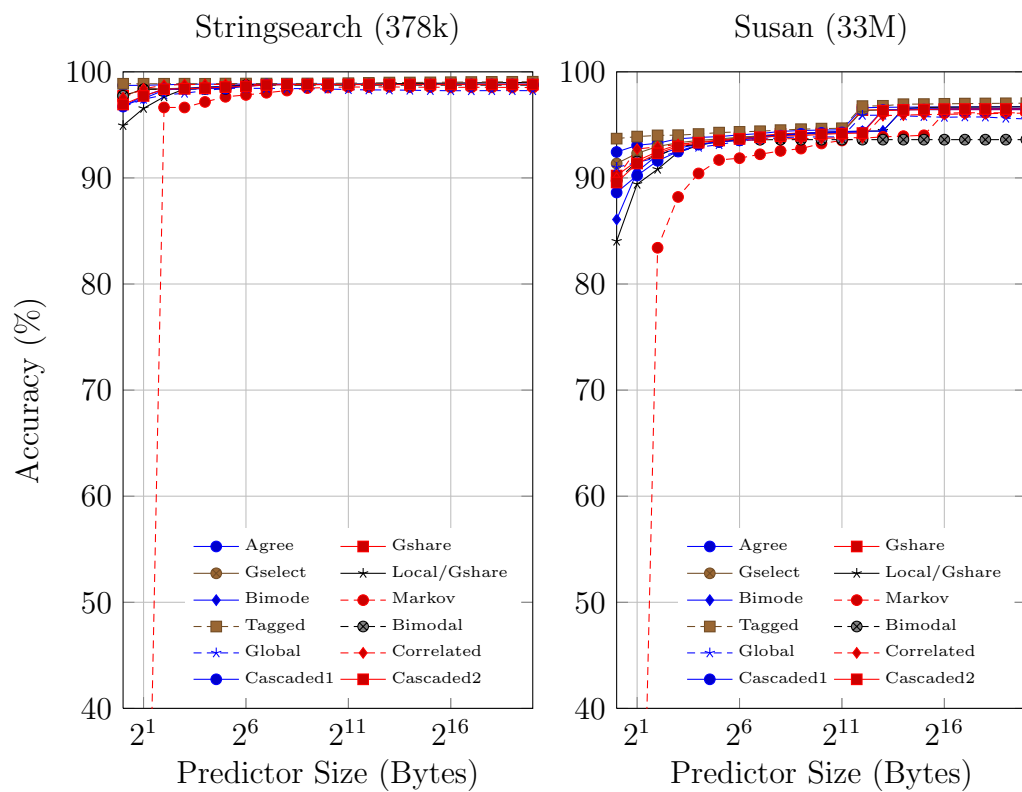 Stringsearch (378k)
100
90
80
70
60
50
40
Accuracy (%)
Agree Gshare
Gselect Local/Gshare
Bimode Markov
Tagged Bimodal
Global Correlated
Cascaded1 Cascaded2
2^1 2^6 2^11 2^16
Predictor Size (Bytes)
Susan (33M)
100
90
80
70
60
50
40
Agree Gshare
Gselect Local/Gshare
Bimode Markov
Tagged Bimodal
Global Correlated
Cascaded1 Cascaded2
2^1 2^6 2^11 2^16
Predictor Size (Bytes)